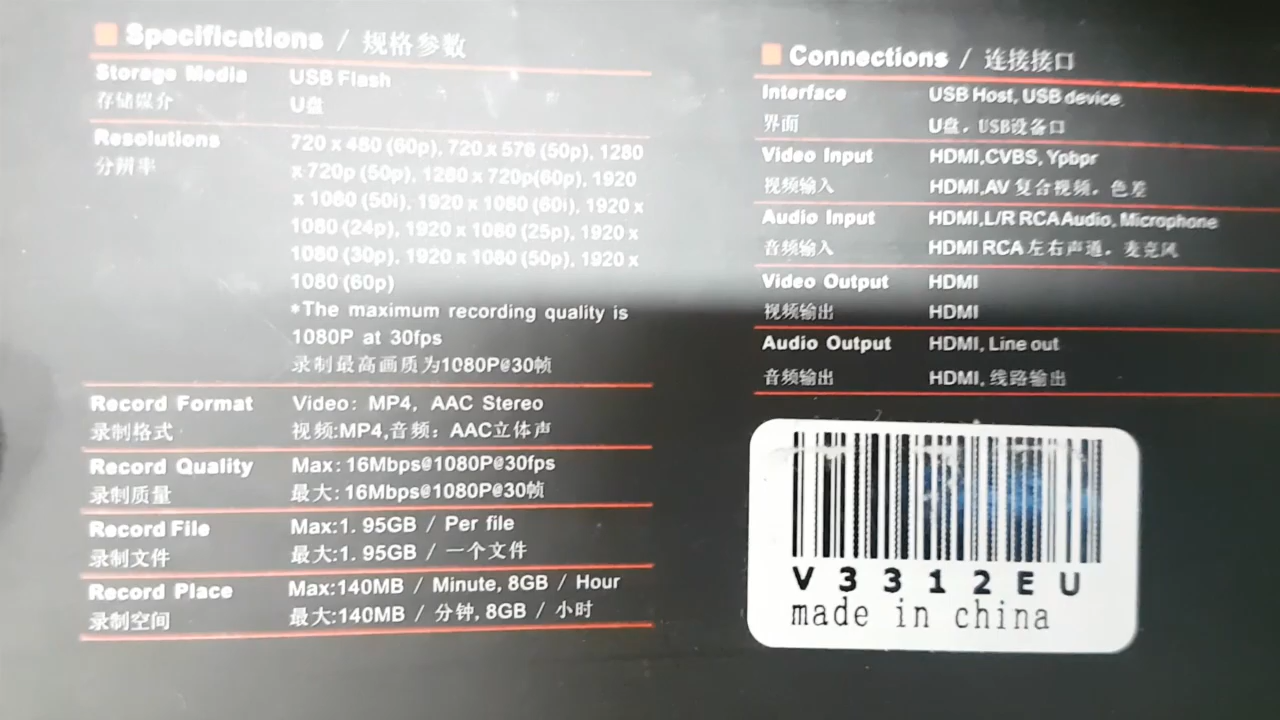 Specifications / 规格参数
Storage Media USB Flash
存储媒介 U盘
Resolutions 720 x 480 (60p), 720 x 576 (50p), 1280
分辨率 x 720p (50p), 1280 x 720p(60p), 1920
x 1080 (50i), 1920 x 1080 (60i), 1920 x
1080 (24p), 1920 x 1080 (25p), 1920 x
1080 (30p), 1920 x 1080 (50p), 1920 x
1080 (60p)
*The maximum recording quality is
1080P at 30fps
录制最高画质为1080P@30帧
Record Format Video: MP4, AAC Stereo
录制格式 视频:MP4,音频: AAC立体声
Record Quality Max: 16Mbps@1080P@30fps
录制质量 最大: 16Mbps@1080P@30帧
Record File Max:1. 95GB / Per file
录制文件 最大:1. 95GB / 一个文件
Record Place Max:140MB / Minute, 8GB / Hour
录制空间 最大:140MB / 分钟, 8GB / 小时
Connections / 连接接口
Interface USB Host, USB device
界面 U盘, USB设备口
Video Input HDMI,CVBS, Ypbpr
视频输入 HDMI,AV 复合视频, 色差
Audio Input HDMI,L/R RCA Audio, Microphone
音频输入 HDMI RCA 左右声通, 麦克风
Video Output HDMI
视频输出 HDMI
Audio Output HDMI, Line out
音频输出 HDMI, 线路输出
V3312EU
made in china